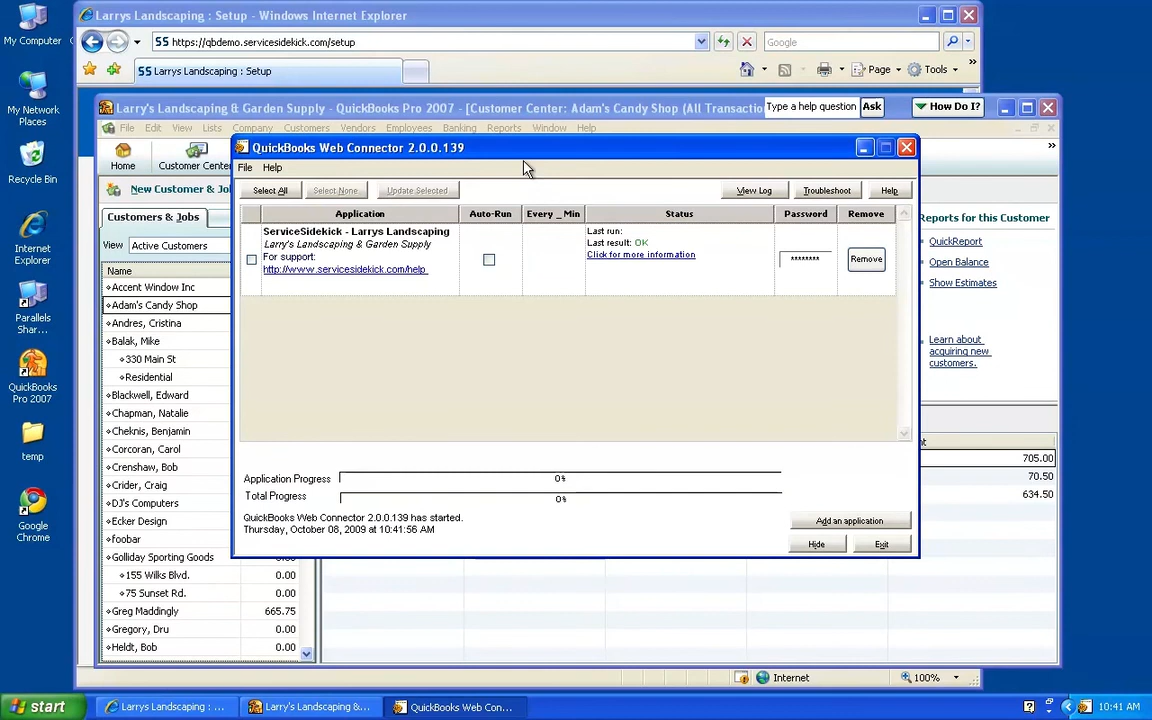 My Computer
My Network
Places
Recycle Bin
Internet
Explorer
Parallels
Shar...
QuickBooks
Pro 2007
temp
Google
Chrome
Larrys Landscaping : Setup - Windows Internet Explorer
https://qbdemo.servicesidekick.com/setup
Google
SS Larrys Landscaping : Setup
Page
Tools
Larry's Landscaping & Garden Supply - QuickBooks Pro 2007 - [Customer Center: Adam's Candy Shop (All Transactio
Type a help question
Ask
How Do I?
File Edit View Lists Company Customers Vendors Employees Banking Reports Window Help
Home
Customer Cente
New Customer & Jo
Customers & Jobs
View Active Customers
Name
Accent Window Inc
Adam's Candy Shop
Andres, Cristina
Balak, Mike
330 Main St
Residential
Blackwell, Edward
Chapman, Natalie
Cheknis, Benjamin
Corcoran, Carol
Crenshaw, Bob
Crider, Craig
DJ's Computers
Ecker Design
foobar
Golliday Sporting Goods
155 Wilks Blvd. 0.00
75 Sunset Rd. 0.00
Greg Maddingly 665.75
Gregory, Dru 0.00
Heldt, Bob 0.00
QuickBooks Web Connector 2.0.0.139
File Help
Select All Select None Update Selected View Log Troubleshoot Help
Application Auto-Run Every _ Min Status Password Remove
ServiceSidekick - Larrys Landscaping
Larry's Landscaping & Garden Supply
For support:
http://www.servicesidekick.com/help
Last run:
Last result: OK
Click for more information
********
Remove
Application Progress 0%
Total Progress 0%
QuickBooks Web Connector 2.0.0.139 has started.
Thursday, October 08, 2009 at 10:41:56 AM
Add an application
Hide Exit
Reports for this Customer
QuickReport
Open Balance
Show Estimates
Learn about
acquiring new
customers.
705.00
70.50
634.50
Internet
100%
start
Larrys Landscaping : ...
Larry's Landscaping &...
QuickBooks Web Con...
10:41 AM